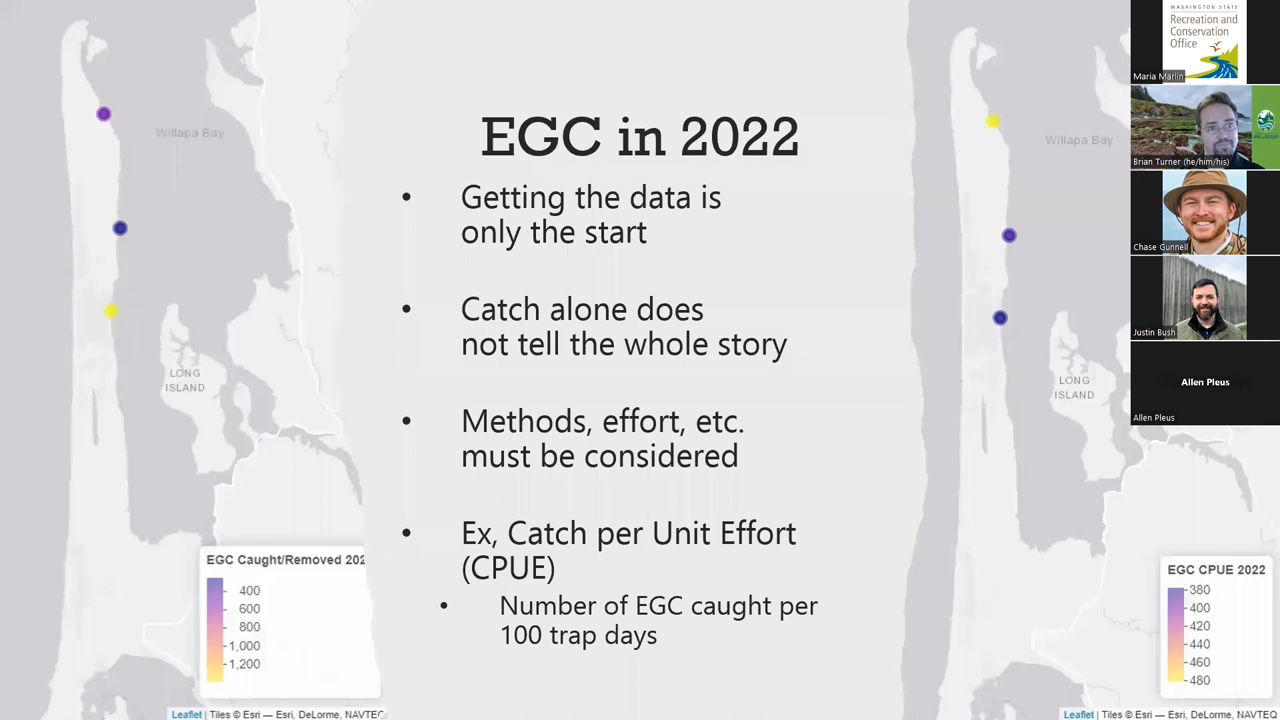 EGC in 2022
• Getting the data is
only the start
• Catch alone does
not tell the whole story
• Methods, effort, etc.
must be considered
• Ex, Catch per Unit Effort
(CPUE)
• Number of EGC caught per
100 trap days
Willapa Bay
LONG
ISLAND
EGC Caught/Removed 202
400
600
800
1,000
1,200
Leaflet | Tiles © Esri — Esri, DeLorme, NAVTEQ
Willapa Bay
LONG
ISLAND
EGC CPUE 2022
380
400
420
440
460
480
Leaflet | Tiles © Esri — Esri, DeLorme, NAVTEQ
WASHINGTON STATE
Recreation and
Conservation
Office
Maria Marlin
Brian Turner (he/him/his)
Chase Gunnell
Justin Bush
Allen Pleus
Allen Pleus